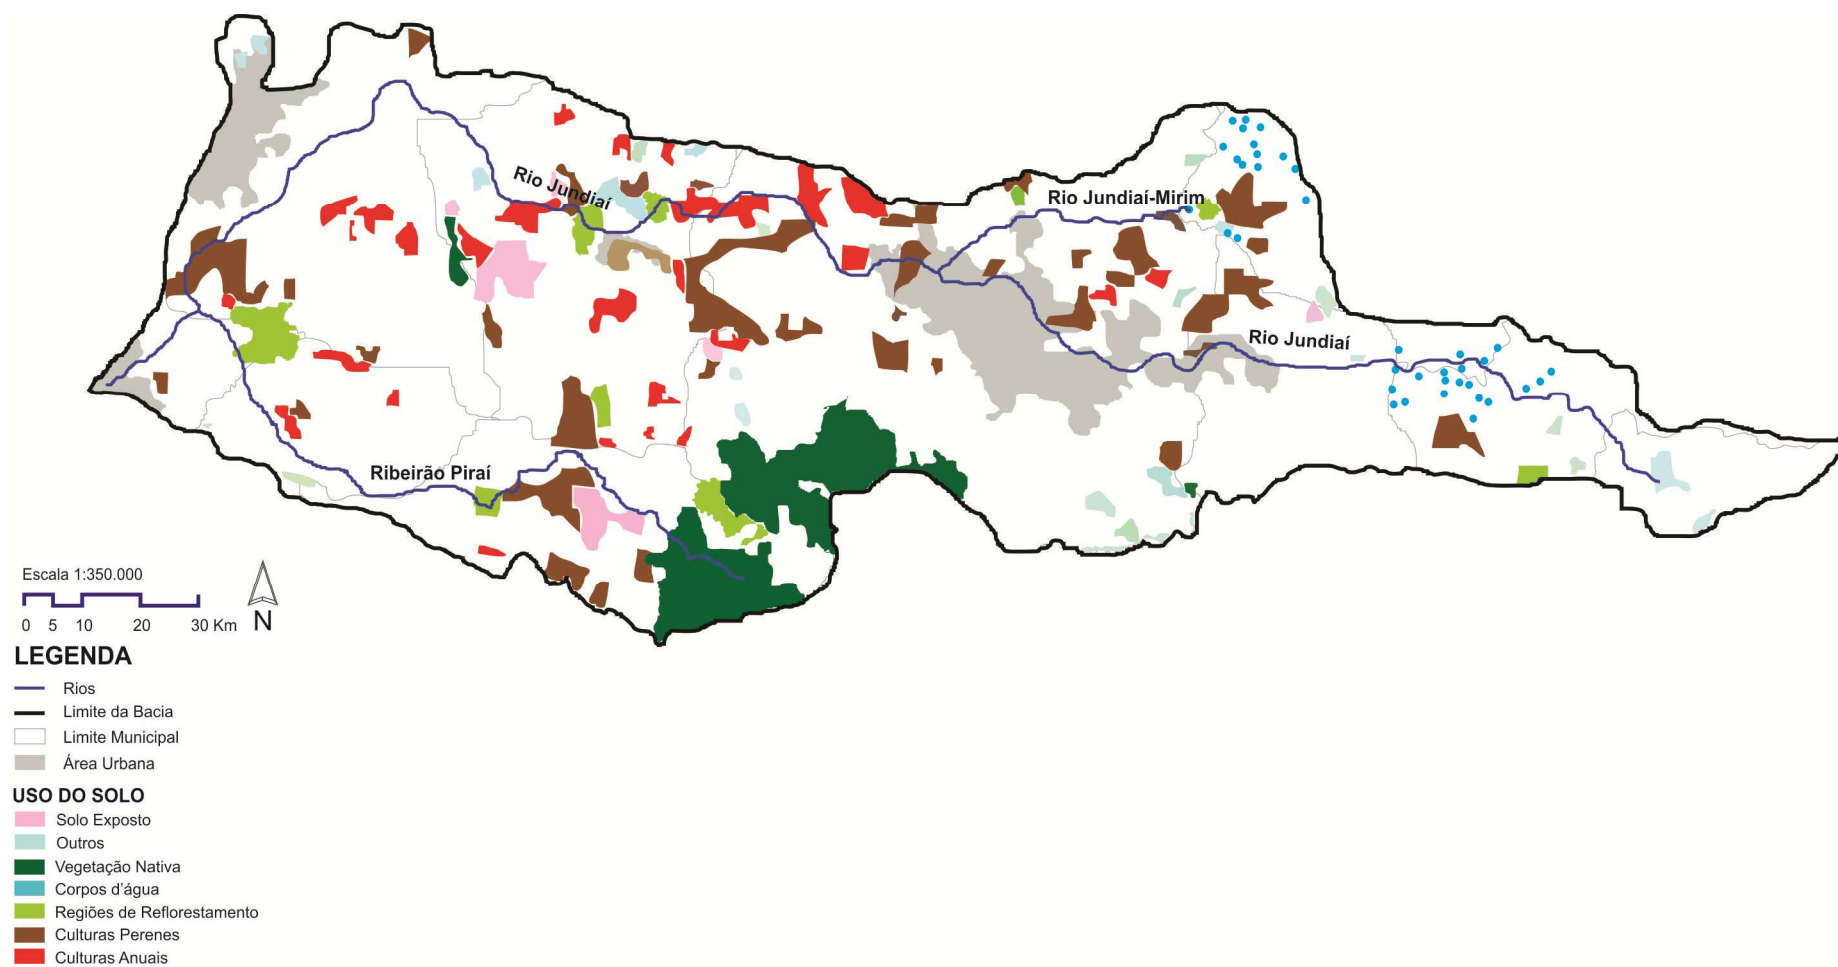 Rio Jundiaí
Rio Jundiaí-Mirim
Rio Jundiaí
Ribeirão Piraí
Escala 1:350.000
0 5 10 20 30 Km
N
LEGENDA
Rios
Limite da Bacia
Limite Municipal
Área Urbana
USO DO SOLO
Solo Exposto
Outros
Vegetação Nativa
Corpos d'água
Regiões de Reflorestamento
Culturas Perenes
Culturas Anuais